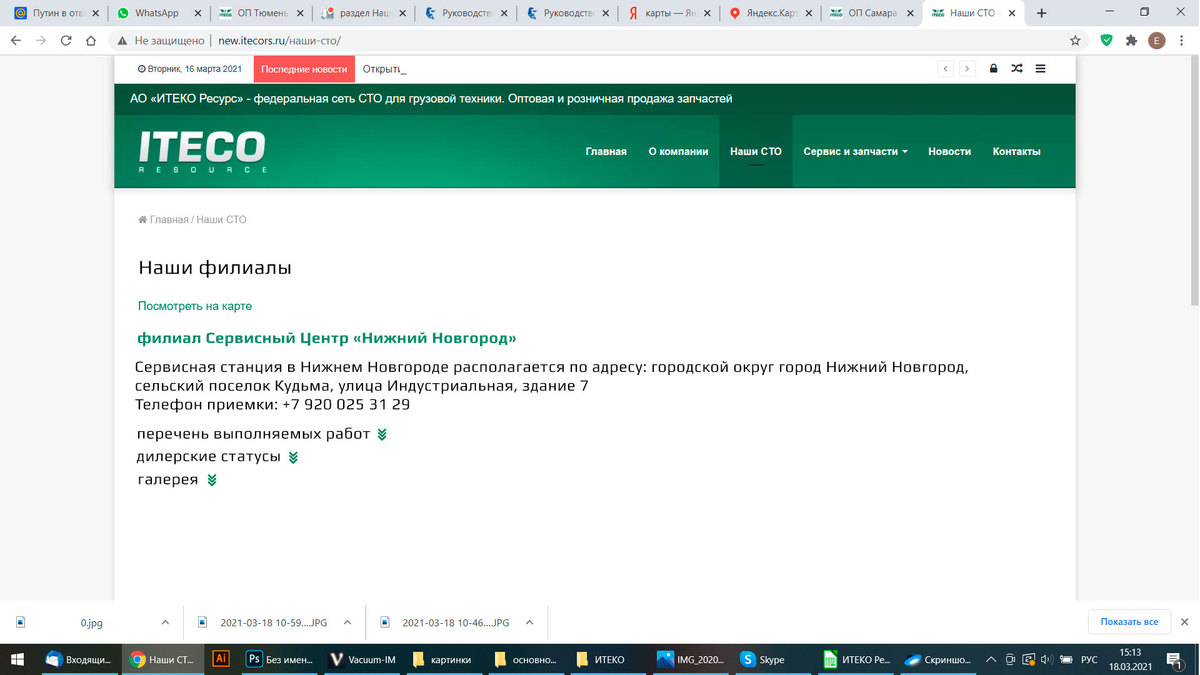 Путин в отв
WhatsApp
ОП Тюмень
раздел Наш
Руководств
Руководств
карты — Ян
Яндекс.Карт
ОП Самара
Наши СТО -
Не защищено | new.itecors.ru/наши-сто/
E
Вторник, 16 марта 2021
Последние новости
Открыти_
АО «ИТЕКО Ресурс» - федеральная сеть СТО для грузовой техники. Оптовая и розничная продажа запчастей
ITECO
RESOURCE
Главная
О компании
Наши СТО
Сервис и запчасти
Новости
Контакты
Главная / Наши СТО
Наши филиалы
Посмотреть на карте
филиал Сервисный Центр «Нижний Новгород»
Сервисная станция в Нижнем Новгороде располагается по адресу: городской округ город Нижний Новгород,
сельский поселок Кудьма, улица Индустриальная, здание 7
Телефон приемки: +7 920 025 31 29
перечень выполняемых работ
дилерские статусы
галерея
0.jpg
2021-03-18 10-59....JPG
2021-03-18 10-46....JPG
Показать все
Входящи...
Наши СТ...
Ai
Ps
Без имен...
Vacuum-IM
картинки
основно...
ИТЕКО
IMG_2020...
Skype
ИТЕКО Ре...
Скриншо...
РУС
15:13
18.03.2021
1